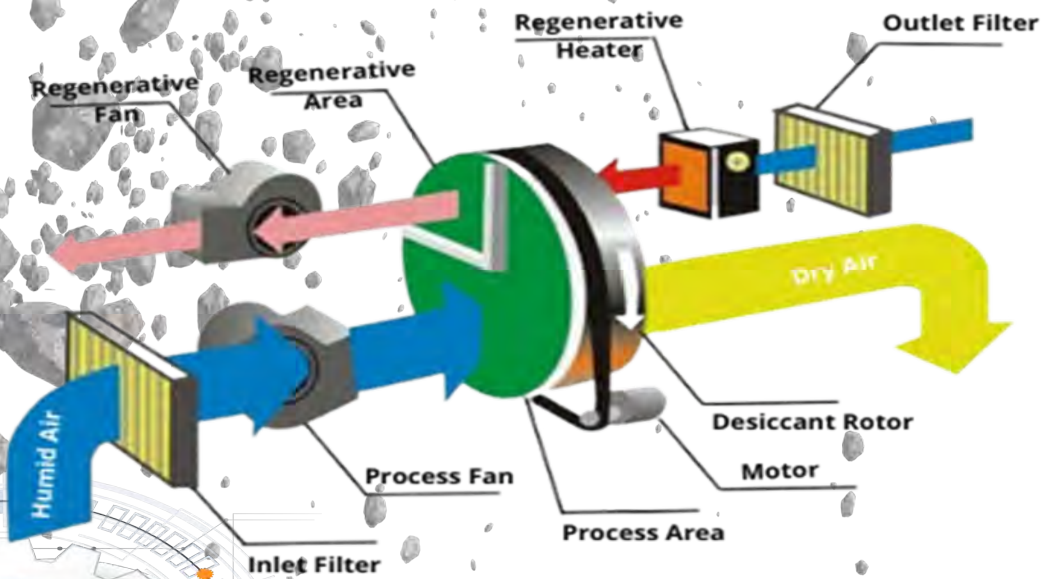 Regenerative
Heater
Outlet Filter
Regenerative
Fan
Regenerative
Area
Dry Air
Humid Air
Desiccant Rotor
Motor
Process Fan
Process Area
Inlet Filter